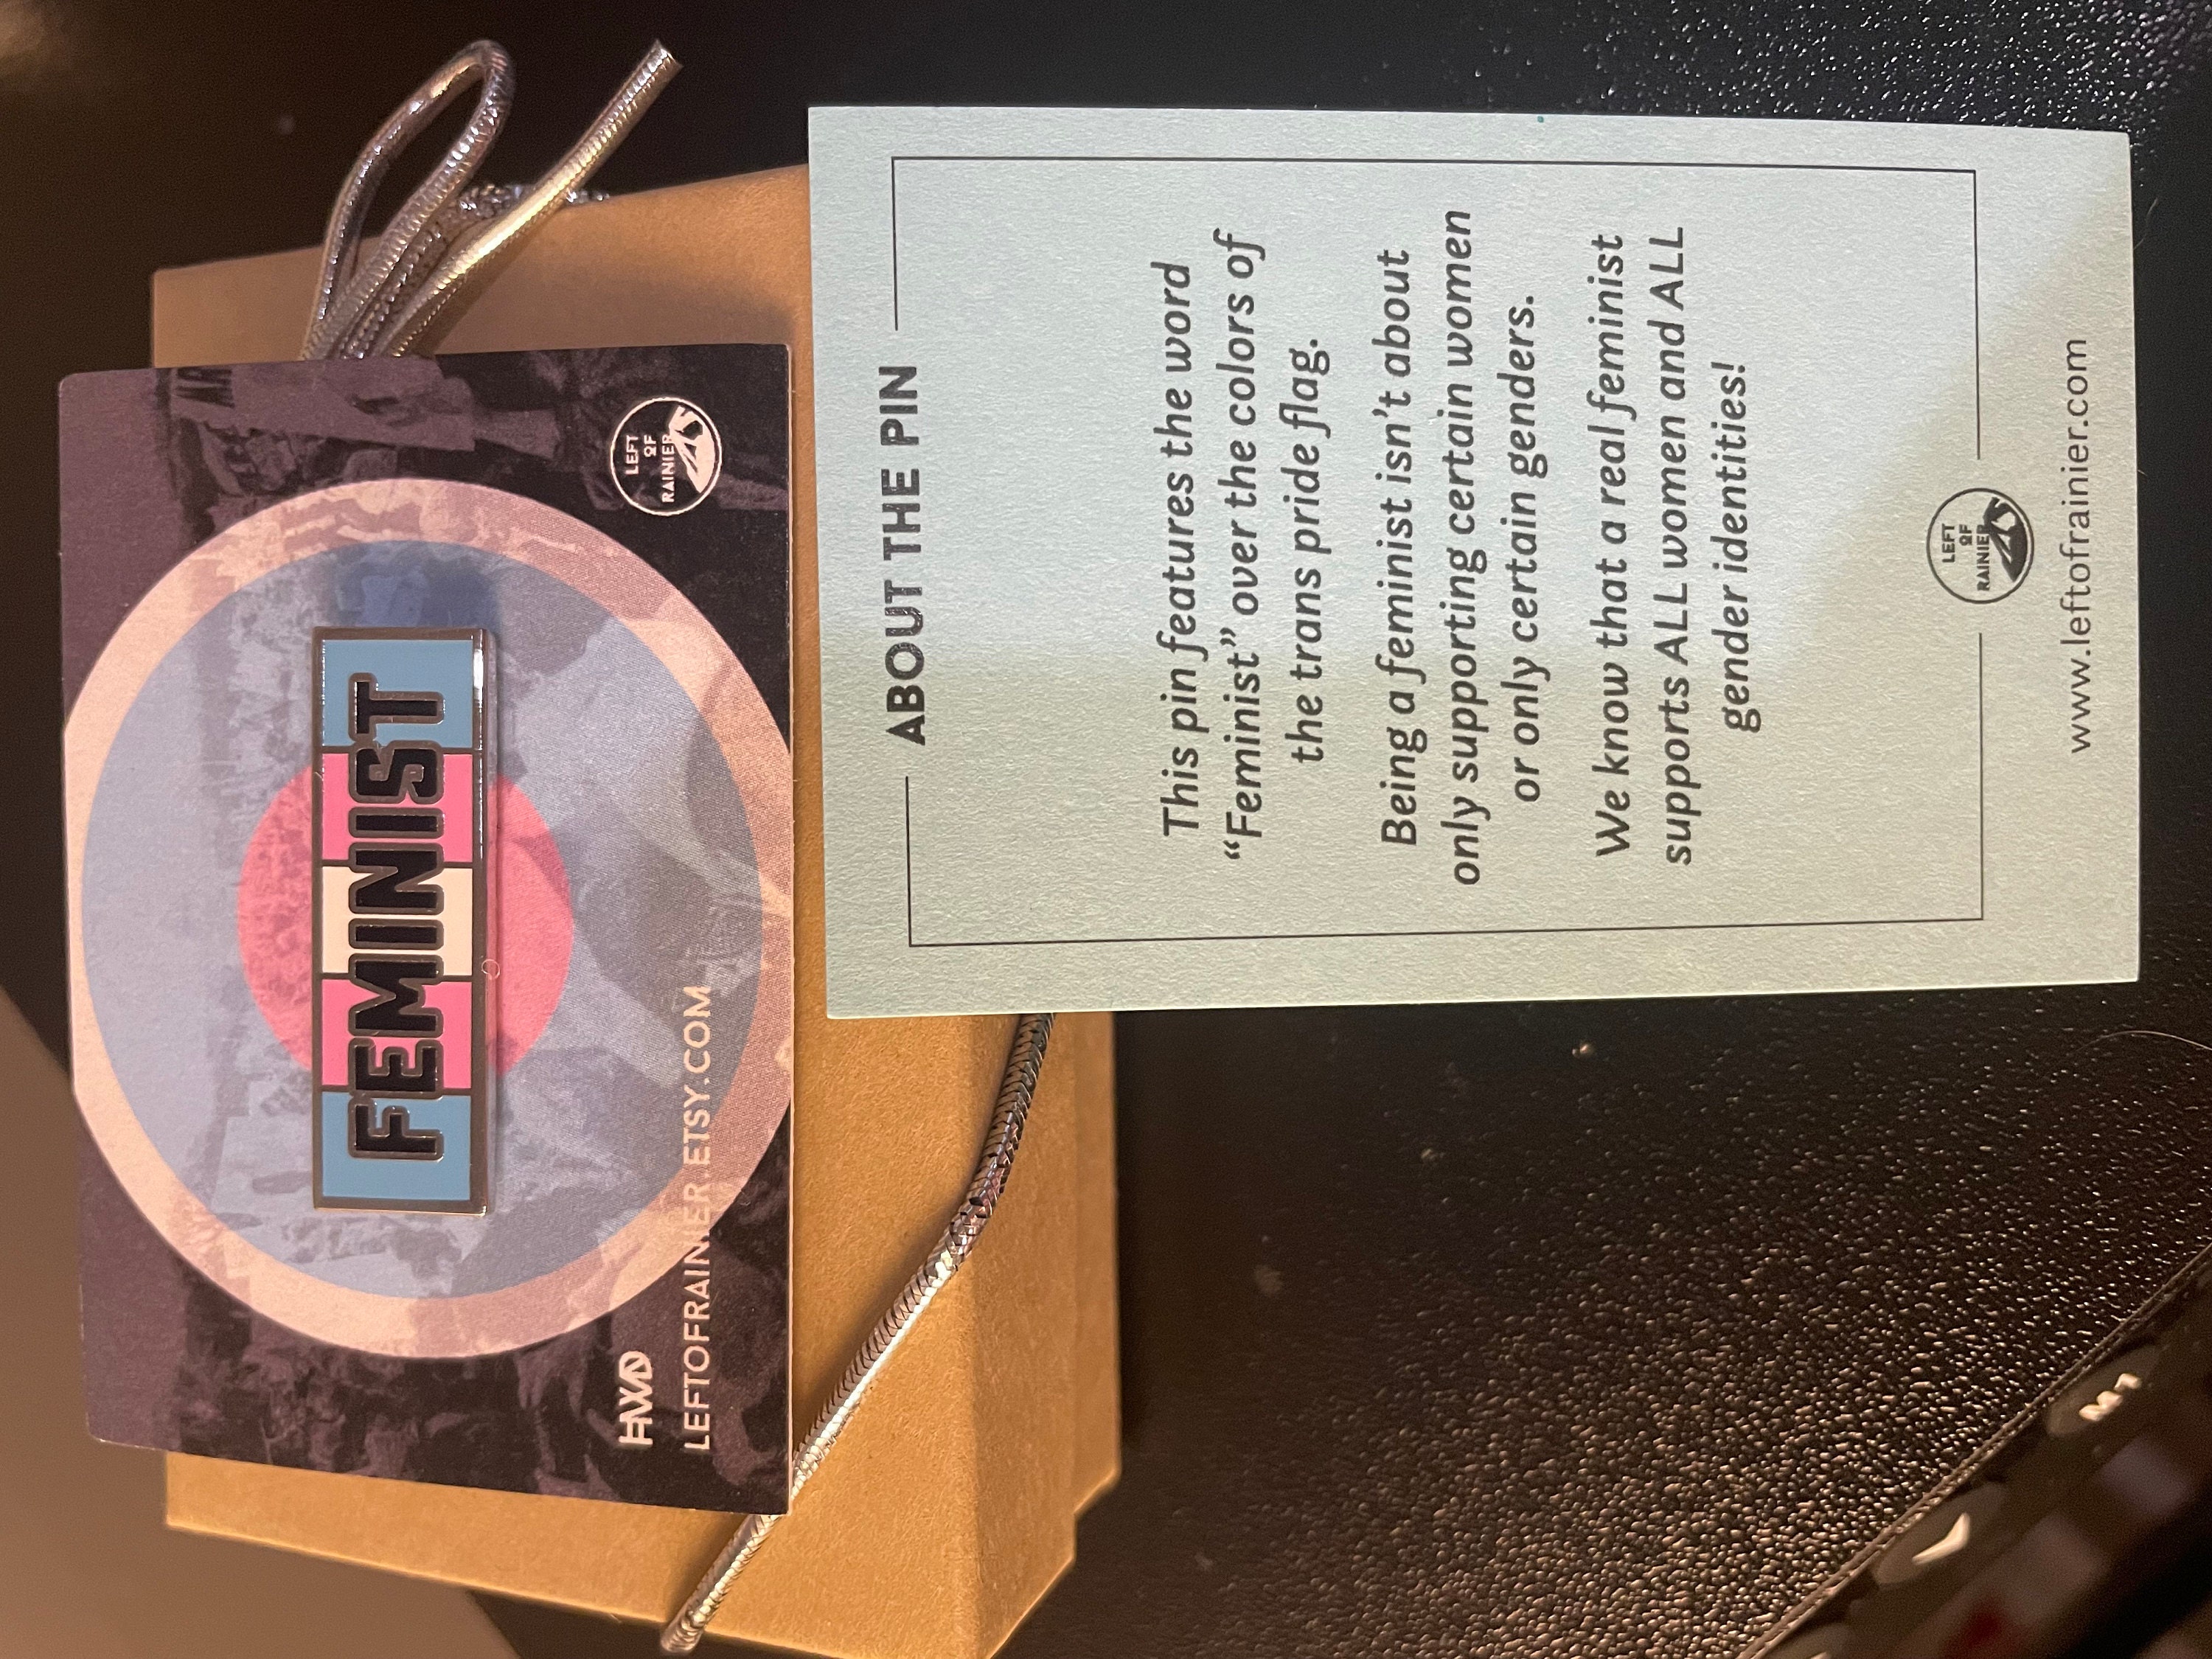 FEMINIST
LEFT
OF
RAINIER
HWD
LEFTOFRAINIER.ETSY.COM
ABOUT THE PIN
This pin features the word
“Feminist” over the colors of
the trans pride flag.
Being a feminist isn’t about
only supporting certain women
or only certain genders.
We know that a real feminist
supports ALL women and ALL
gender identities!
LEFT
OF
RAINIER
www.leftofrainier.com